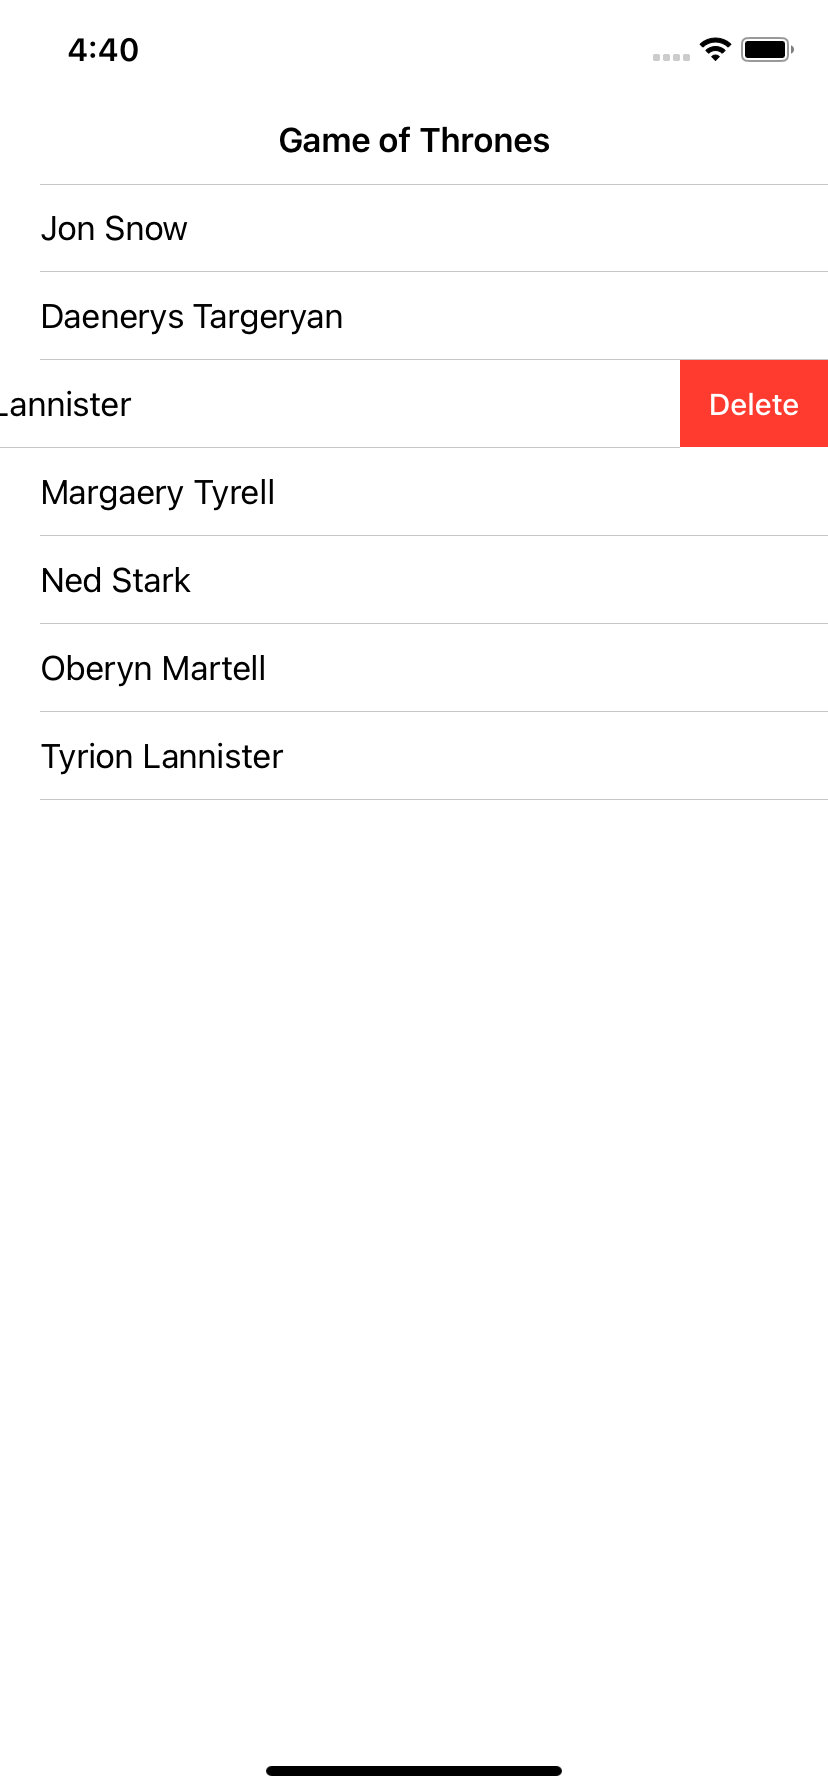 4:40
Game of Thrones
Jon Snow
Daenerys Targeryan
Lannister Delete
Margaery Tyrell
Ned Stark
Oberyn Martell
Tyrion Lannister